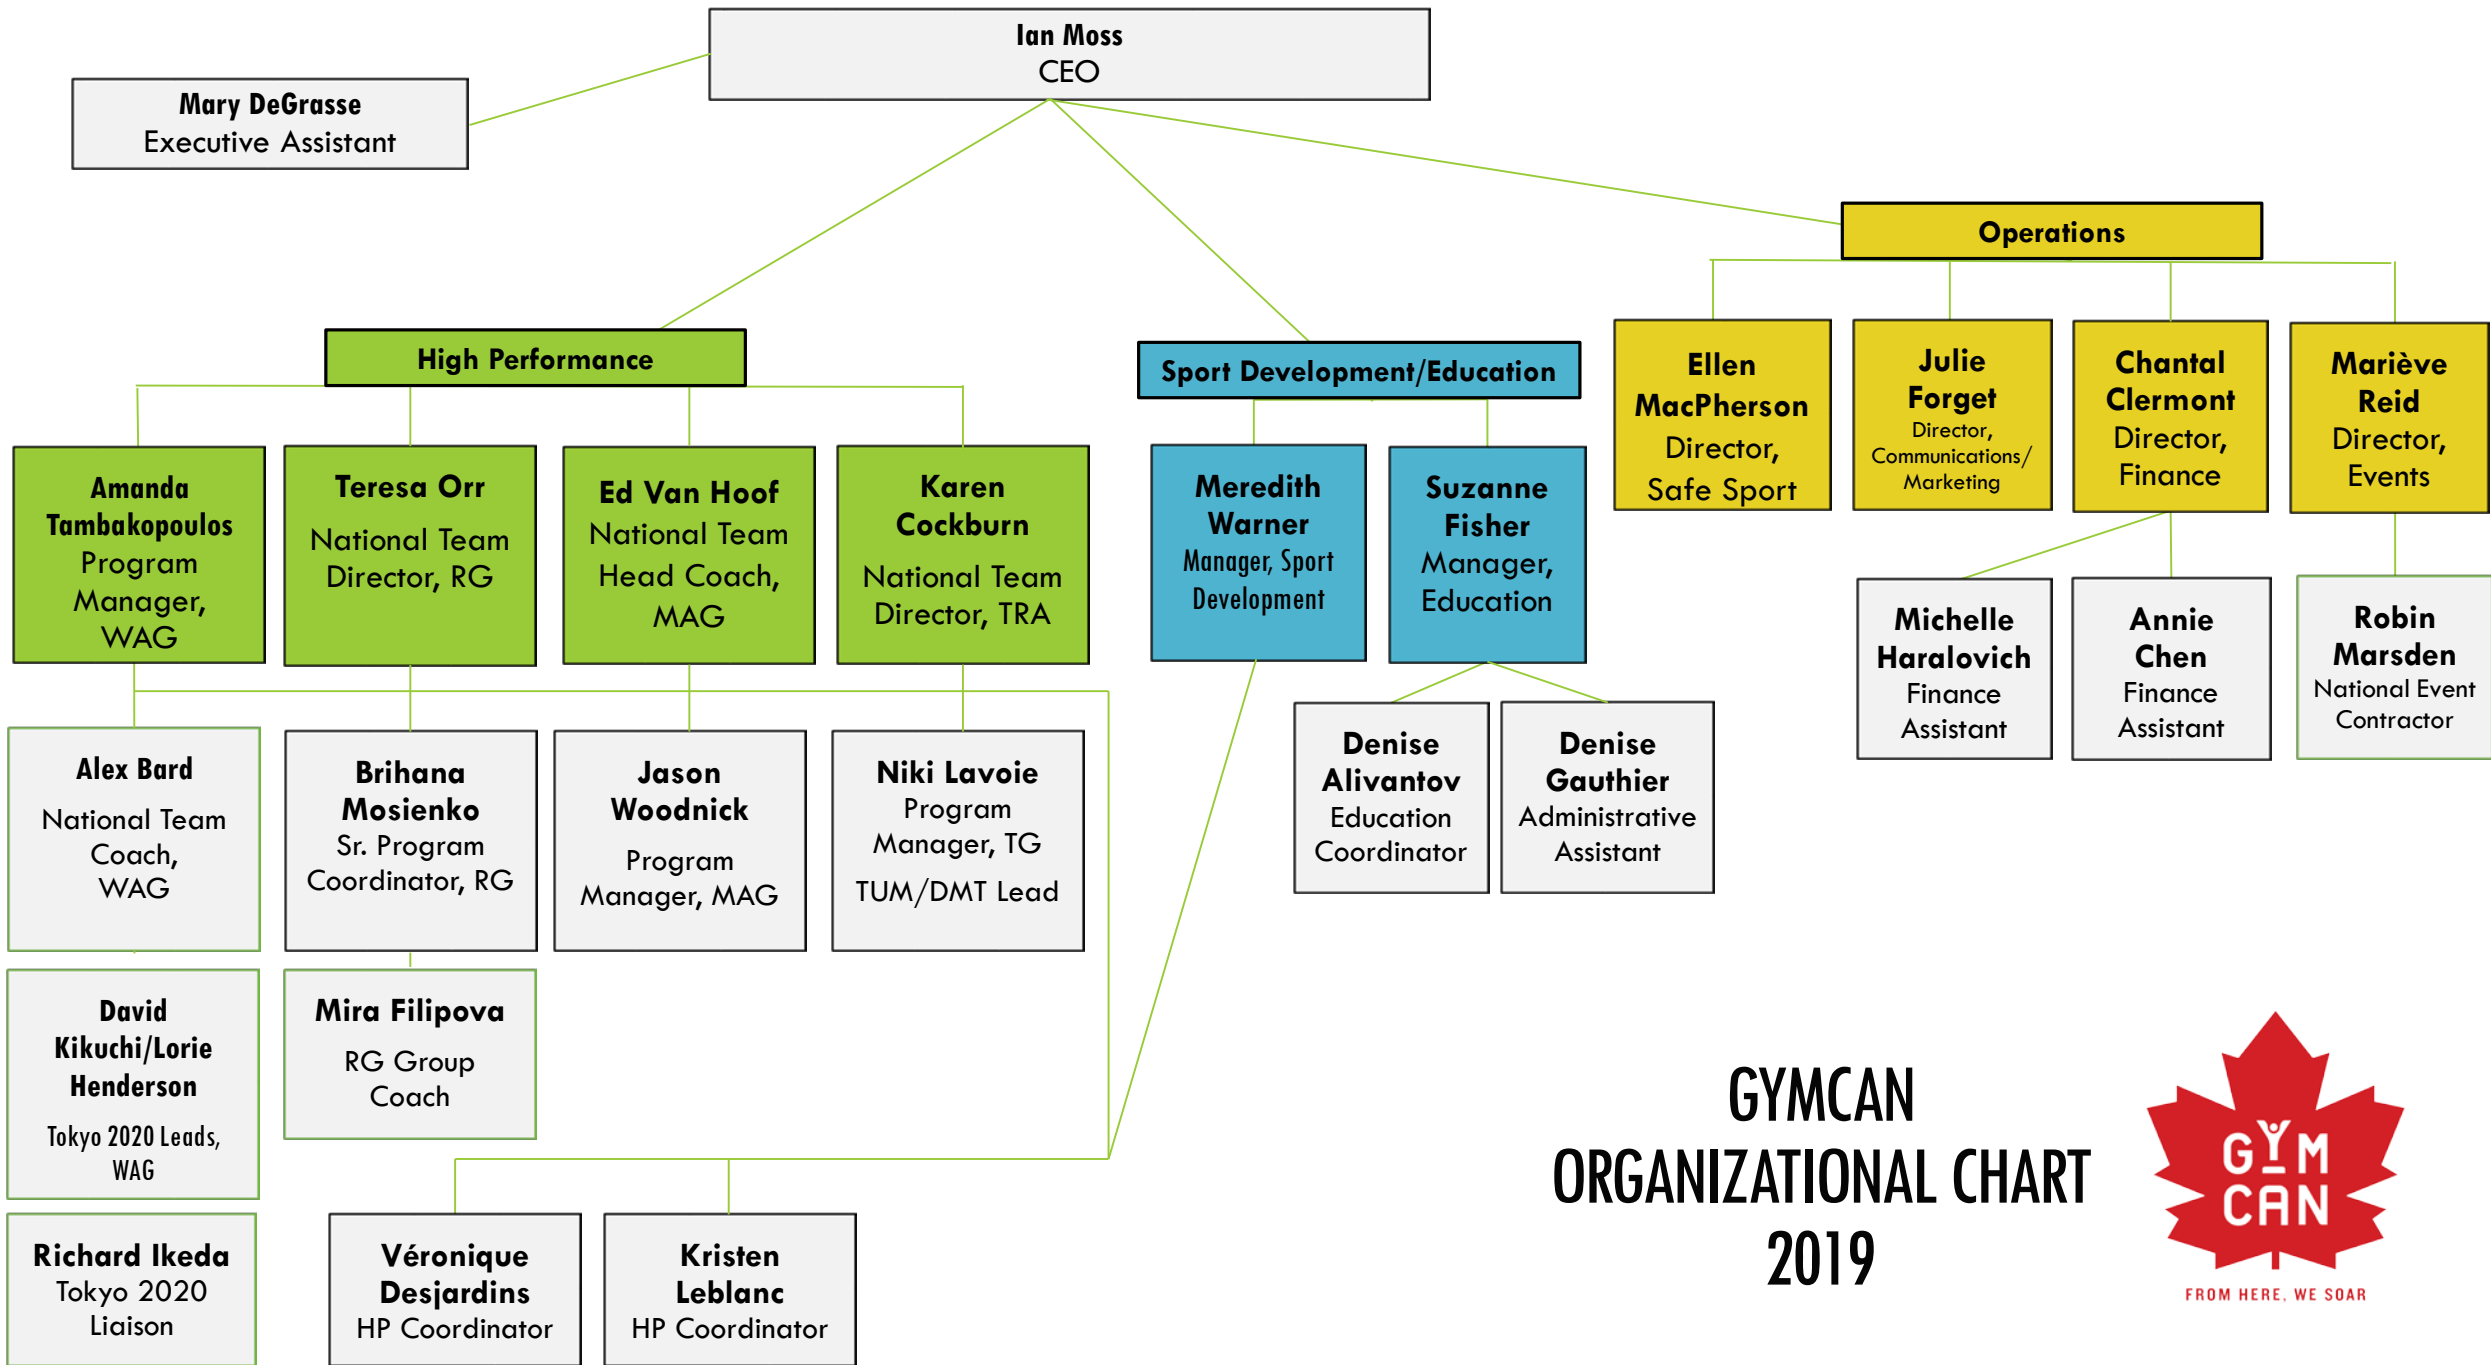 Ian Moss
CEO
Mary DeGrasse
Executive Assistant
Operations
High Performance
Sport Development/Education
Ellen
MacPherson
Director,
Safe Sport
Julie
Forget
Director,
Communications/
Marketing
Chantal
Clermont
Director,
Finance
Mariève
Reid
Director,
Events
Amanda
Tambakopoulos
Program
Manager,
WAG
Teresa Orr
National Team
Director, RG
Ed Van Hoof
National Team
Head Coach,
MAG
Karen
Cockburn
National Team
Director, TRA
Meredith
Warner
Manager, Sport
Development
Suzanne
Fisher
Manager,
Education
Michelle
Haralovich
Finance
Assistant
Annie
Chen
Finance
Assistant
Robin
Marsden
National Event
Contractor
Alex Bard
National Team
Coach,
WAG
Brihana
Mosienko
Sr. Program
Coordinator, RG
Jason
Woodnick
Program
Manager, MAG
Niki Lavoie
Program
Manager, TG
TUM/DMT Lead
Denise
Alivantov
Education
Coordinator
Denise
Gauthier
Administrative
Assistant
David
Kikuchi/Lorie
Henderson
Tokyo 2020 Leads,
WAG
Mira Filipova
RG Group
Coach
Richard Ikeda
Tokyo 2020
Liaison
Véronique
Desjardins
HP Coordinator
Kristen
Leblanc
HP Coordinator
GYMCAN
ORGANIZATIONAL CHART
2019
GYM
CAN
FROM HERE, WE SOAR